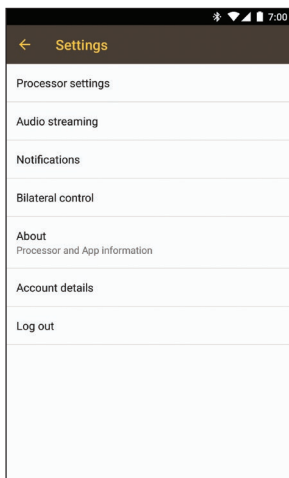 7:00
Settings
Processor settings
Audio streaming
Notifications
Bilateral control
About
Processor and App information
Account details
Log out